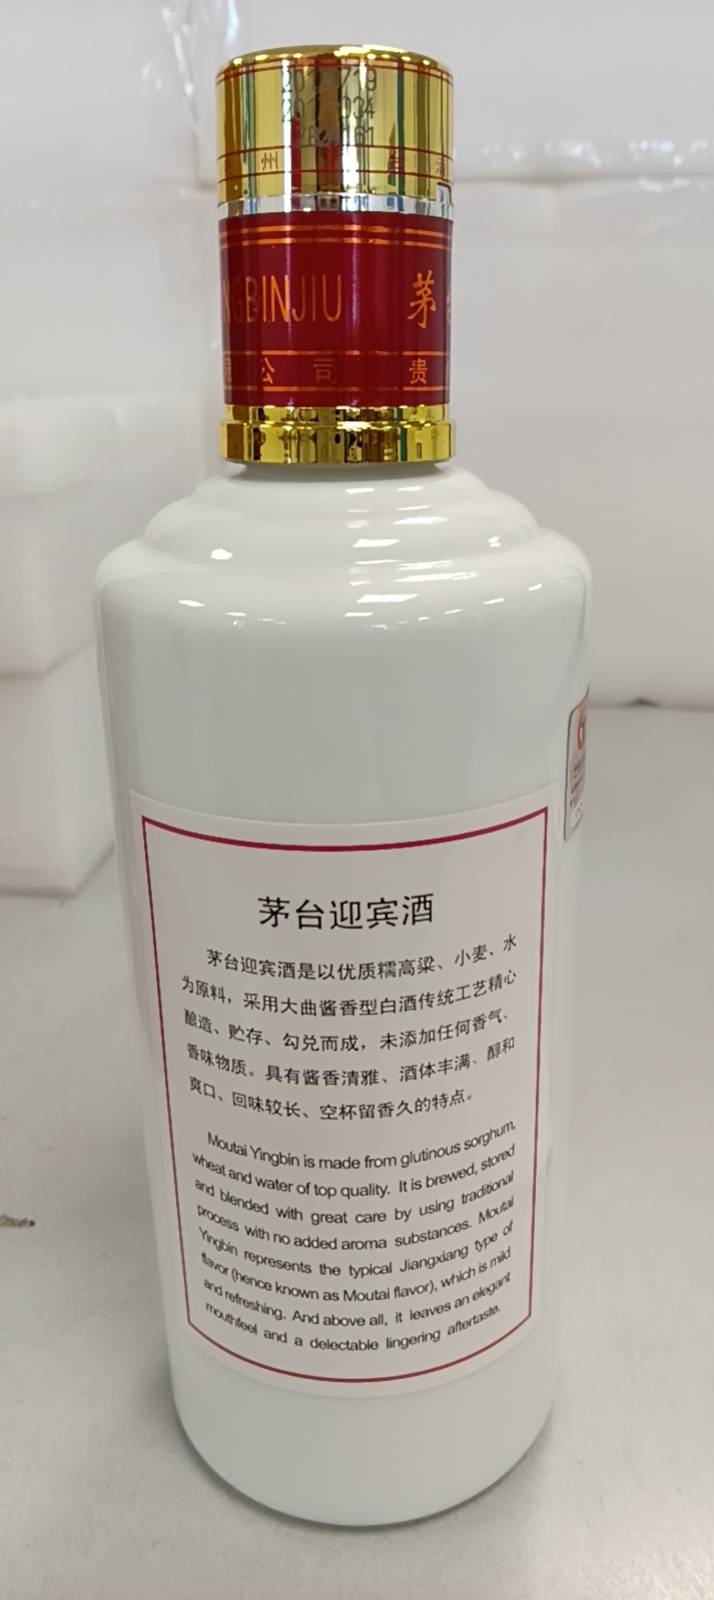 州
NGBINJIU 茅
公司 贵
茅台迎宾酒
茅台迎宾酒是以优质糯高粱、小麦、水
为原料，采用大曲酱香型白酒传统工艺精心
酿造、贮存、勾兑而成，未添加任何香气、
香味物质。具有酱香清雅、酒体丰满、醇和
爽口、回味较长、空杯留香久的特点。
Moutai Yingbin is made from glutinous sorghum,
wheat and water of top quality. It is brewed, stored
and blended with great care by using traditional
process with no added aroma substances. Moutai
Yingbin represents the typical Jiangxiang type of
flavor (hence known as Moutai flavor), which is mild
and refreshing. And above all, it leaves an elegant
mouthfeel and a delectable lingering aftertaste.